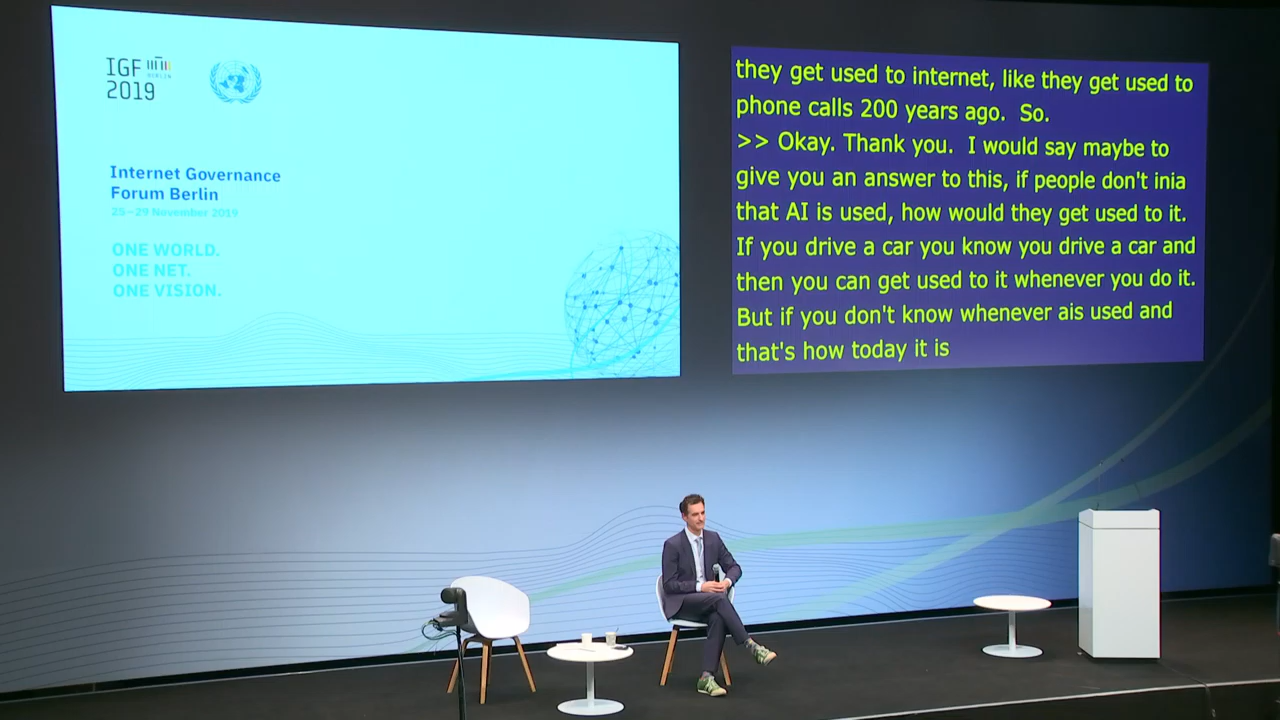 IGF
BERLIN
2019
Internet Governance
Forum Berlin
25–29 November 2019
ONE WORLD.
ONE NET.
ONE VISION.
they get used to internet, like they get used to
phone calls 200 years ago.  So.
>> Okay. Thank you.  I would say maybe to
give you an answer to this, if people don't inia
that AI is used, how would they get used to it.
If you drive a car you know you drive a car and
then you can get used to it whenever you do it.
But if you don't know whenever ais used and
that's how today it is